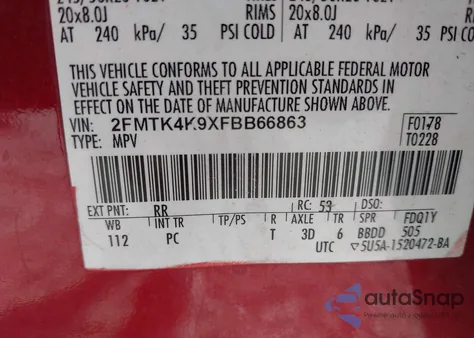 20x8.0J RIMS 20x8.0J RIMS
AT 240 kPa/ 35 PSI COLD AT 240 kPa/ 35 PSI COLD
THIS VEHICLE CONFORMS TO ALL APPLICABLE FEDERAL MOTOR
VEHICLE SAFETY AND THEFT PREVENTION STANDARDS IN
EFFECT ON THE DATE OF MANUFACTURE SHOWN ABOVE.
VIN: 2FMTK4K9XFBB66863 F0178
TYPE: MPV T0228
EXT PNT: RR RC: 53 DSO:
WB INT TR TP/PS R AXLE TR SPR FDQ1Y
112 PC T 3D 6 BBDD 505
UTC 5U5A-1520472-BA
autoSnap